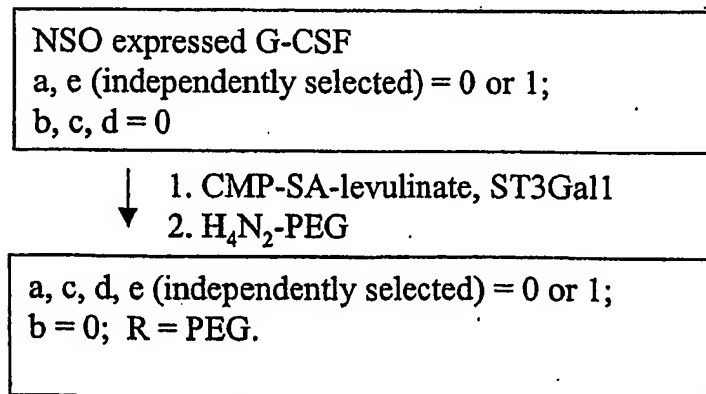 NSO expressed G-CSF
a, e (independently selected) = 0 or 1;
b, c, d = 0
1. CMP-SA-levulinate, ST3Gal1
2. H₄N₂-PEG
a, c, d, e (independently selected) = 0 or 1;
b = 0; R = PEG.